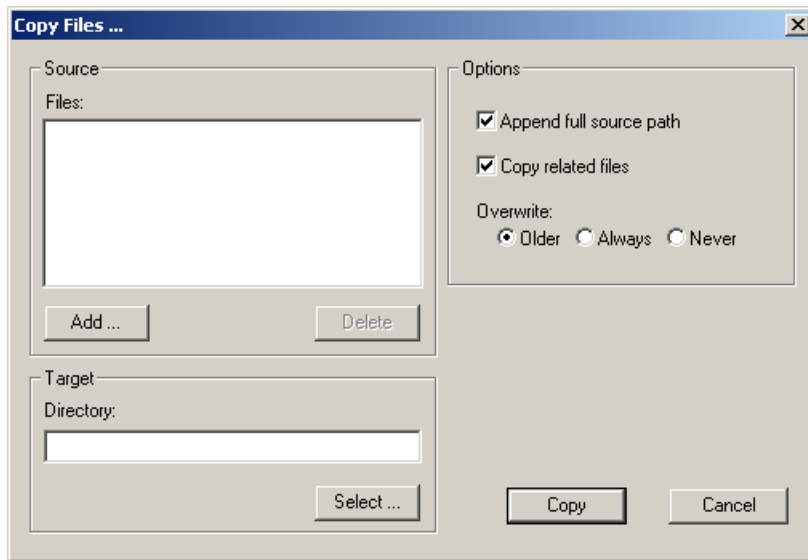 Copy Files ...
Source
Files:
Add ...
Delete
Target
Directory:
Select ...
Options
Append full source path
Copy related files
Overwrite:
Older Always Never
Copy Cancel